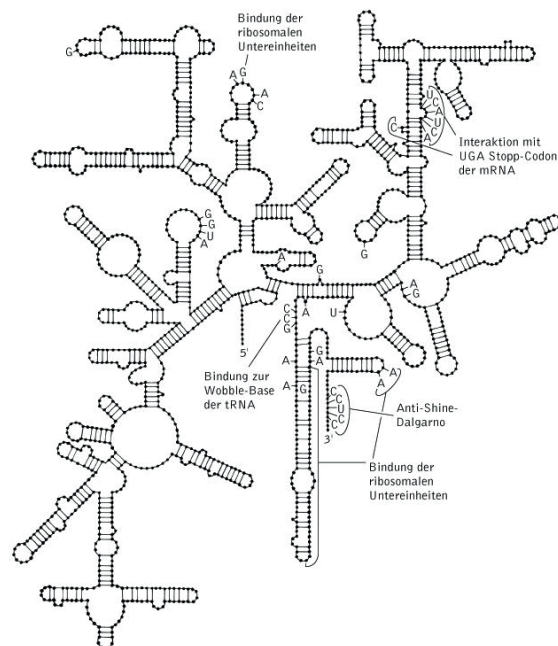 Bindung der
ribosomalen
Untereinheiten
G
A
G
A
C
U
C
A
U
C
A
C
Interaktion mit
UGA Stopp-Codon
der mRNA
G
G
U
A
G
A
G
A
G
C
C
G
A
U
5'
Bindung zur
Wobble-Base
der tRNA
A
A
G
G
A
A
A
C
C
U
C
C
3'
Anti-Shine-
Dalgarno
Bindung der
ribosomalen
Untereinheiten